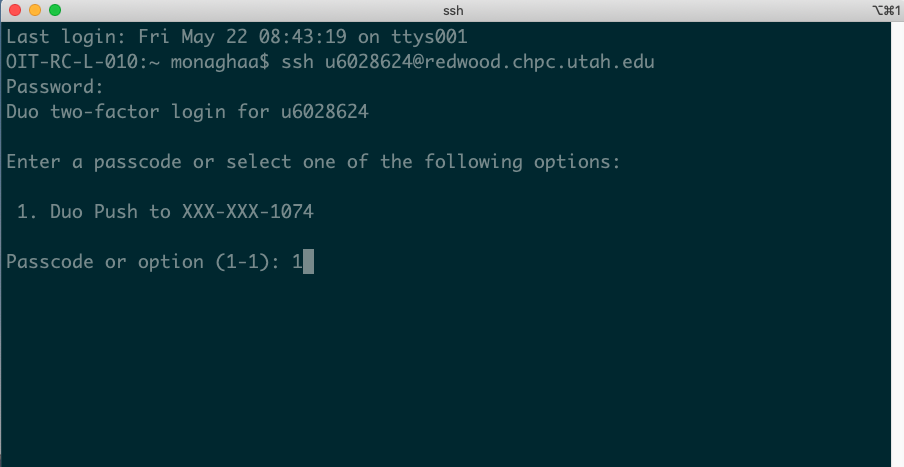 ssh
⌥⌘1
Last login: Fri May 22 08:43:19 on ttys001
OIT-RC-L-010:~ monaghaa$ ssh u6028624@redwood.chpc.utah.edu
Password:
Duo two-factor login for u6028624
Enter a passcode or select one of the following options:
1. Duo Push to XXX-XXX-1074
Passcode or option (1-1): 1